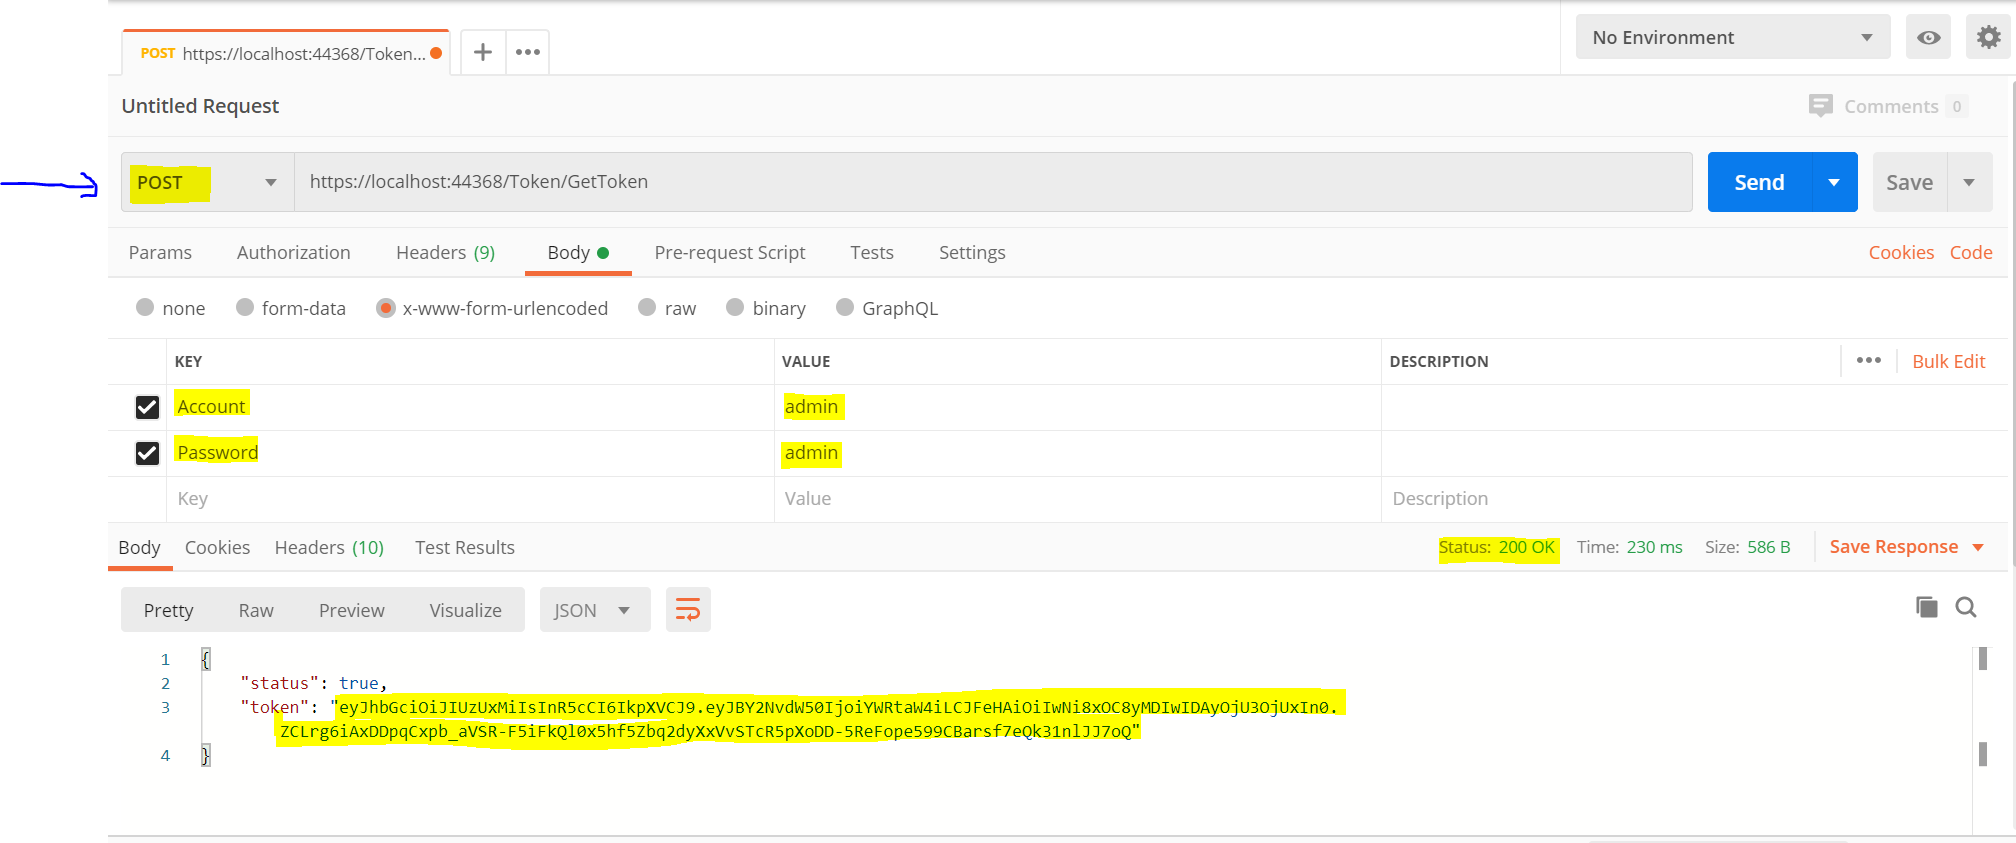 POST https://localhost:44368/Token...
No Environment
Untitled Request
Comments 0
POST https://localhost:44368/Token/GetToken
Send Save
Params Authorization Headers (9) Body Pre-request Script Tests Settings Cookies Code
none form-data x-www-form-urlencoded raw binary GraphQL
KEY VALUE DESCRIPTION Bulk Edit
Account admin
Password admin
Key Value Description
Body Cookies Headers (10) Test Results Status: 200 OK Time: 230 ms Size: 586 B Save Response
Pretty Raw Preview Visualize JSON
1 {
2 "status": true,
3 "token": "eyJhbGciOiJIUzUxMiIsInR5cCI6IkpXVCJ9.eyJBY2NvdW50IjoiYWRtaW4iLCJFeHAiOiIwNi8xOC8yMDIwIDAyOjU3OjUxIn0.
ZCLrg6iAxDDpqCxpb_aVSR-F5iFkQl0x5hf5Zbq2dyXxVvSTcR5pXoDD-5ReFope599CBarsf7eQk31nlJJ7oQ"
4 }